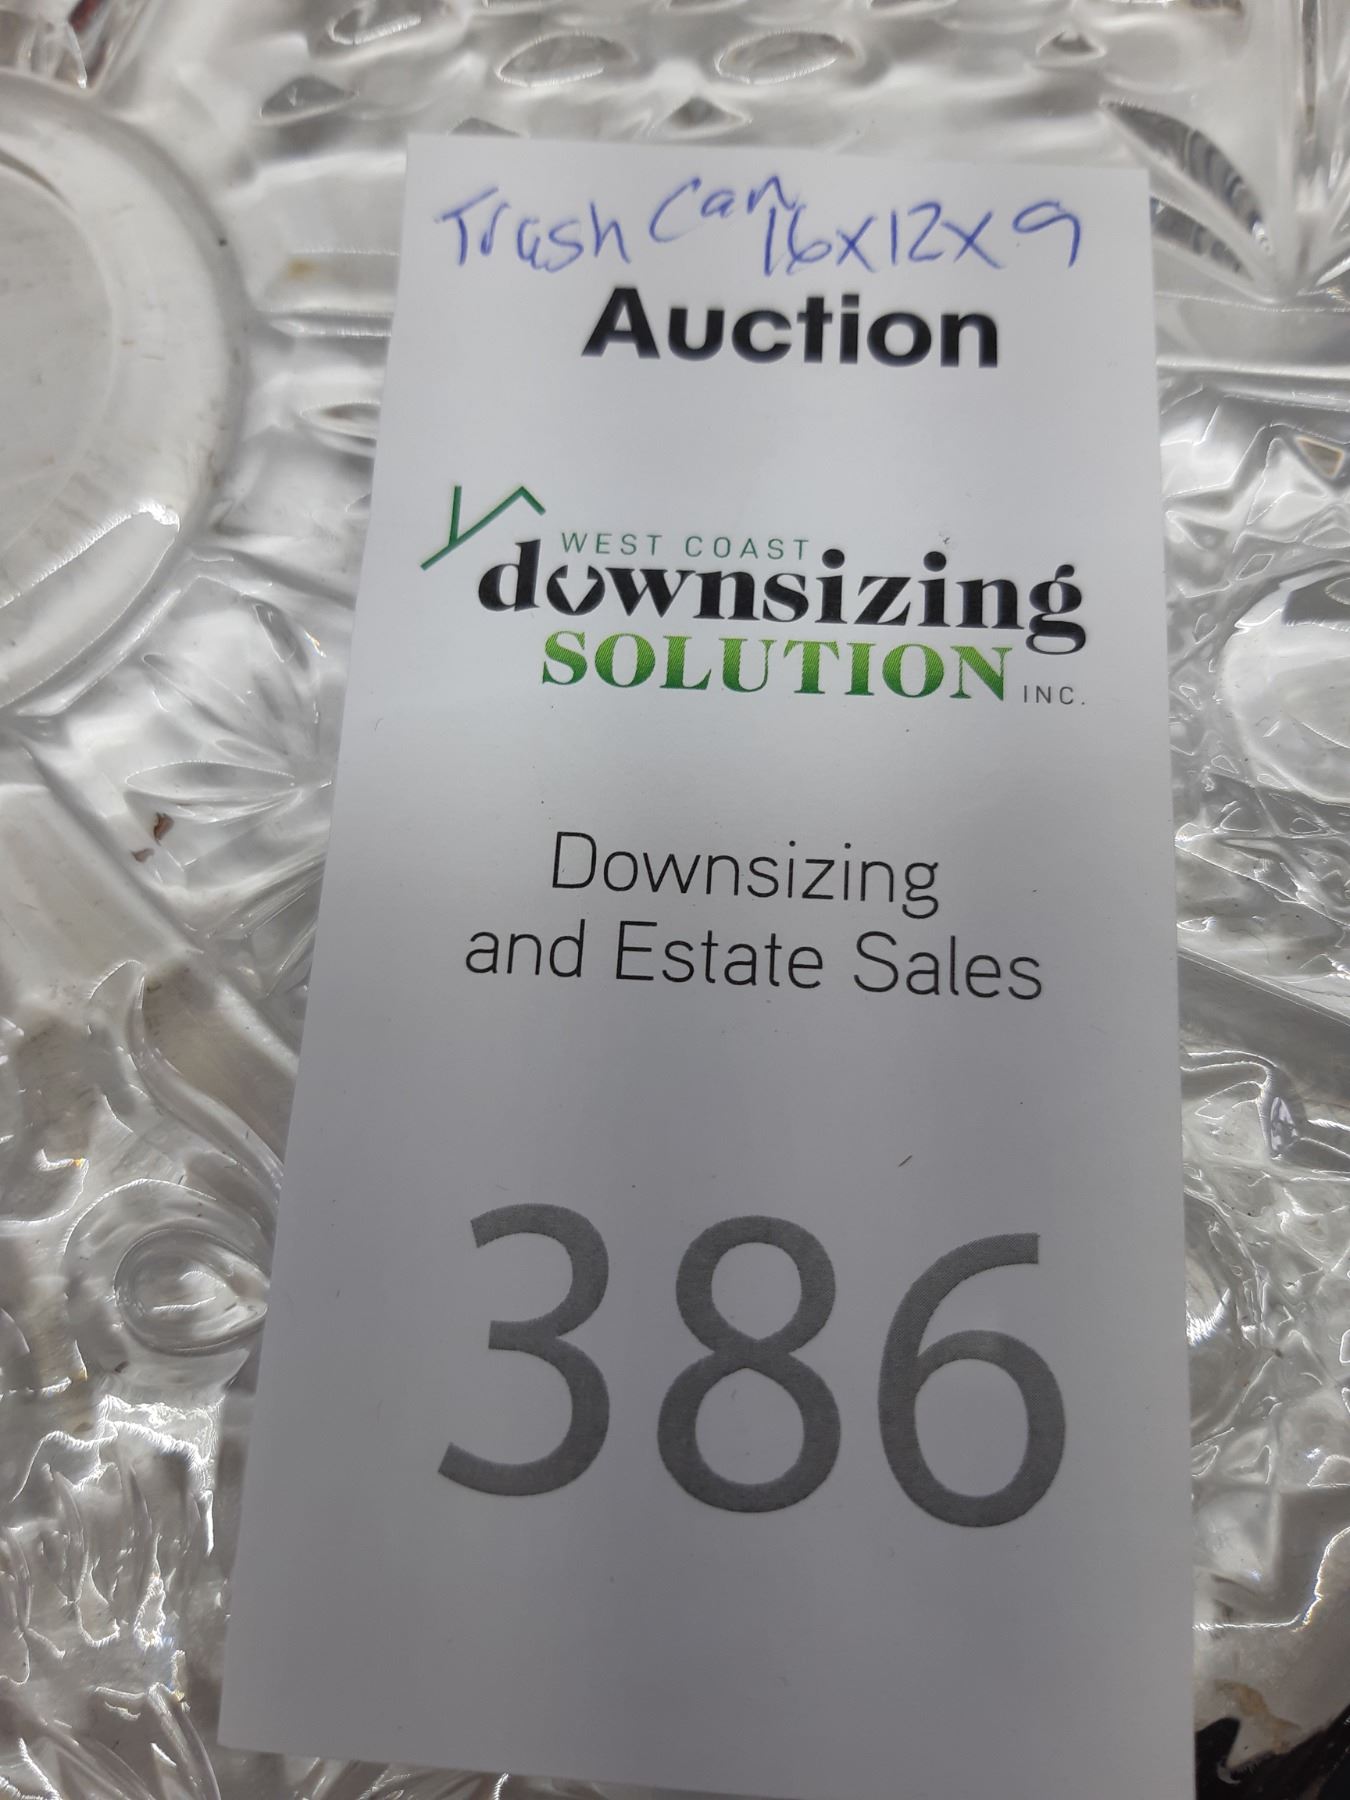 Trash Can 16x12x9
Auction
WEST COAST
downsizing
SOLUTION INC.
Downsizing
and Estate Sales
386